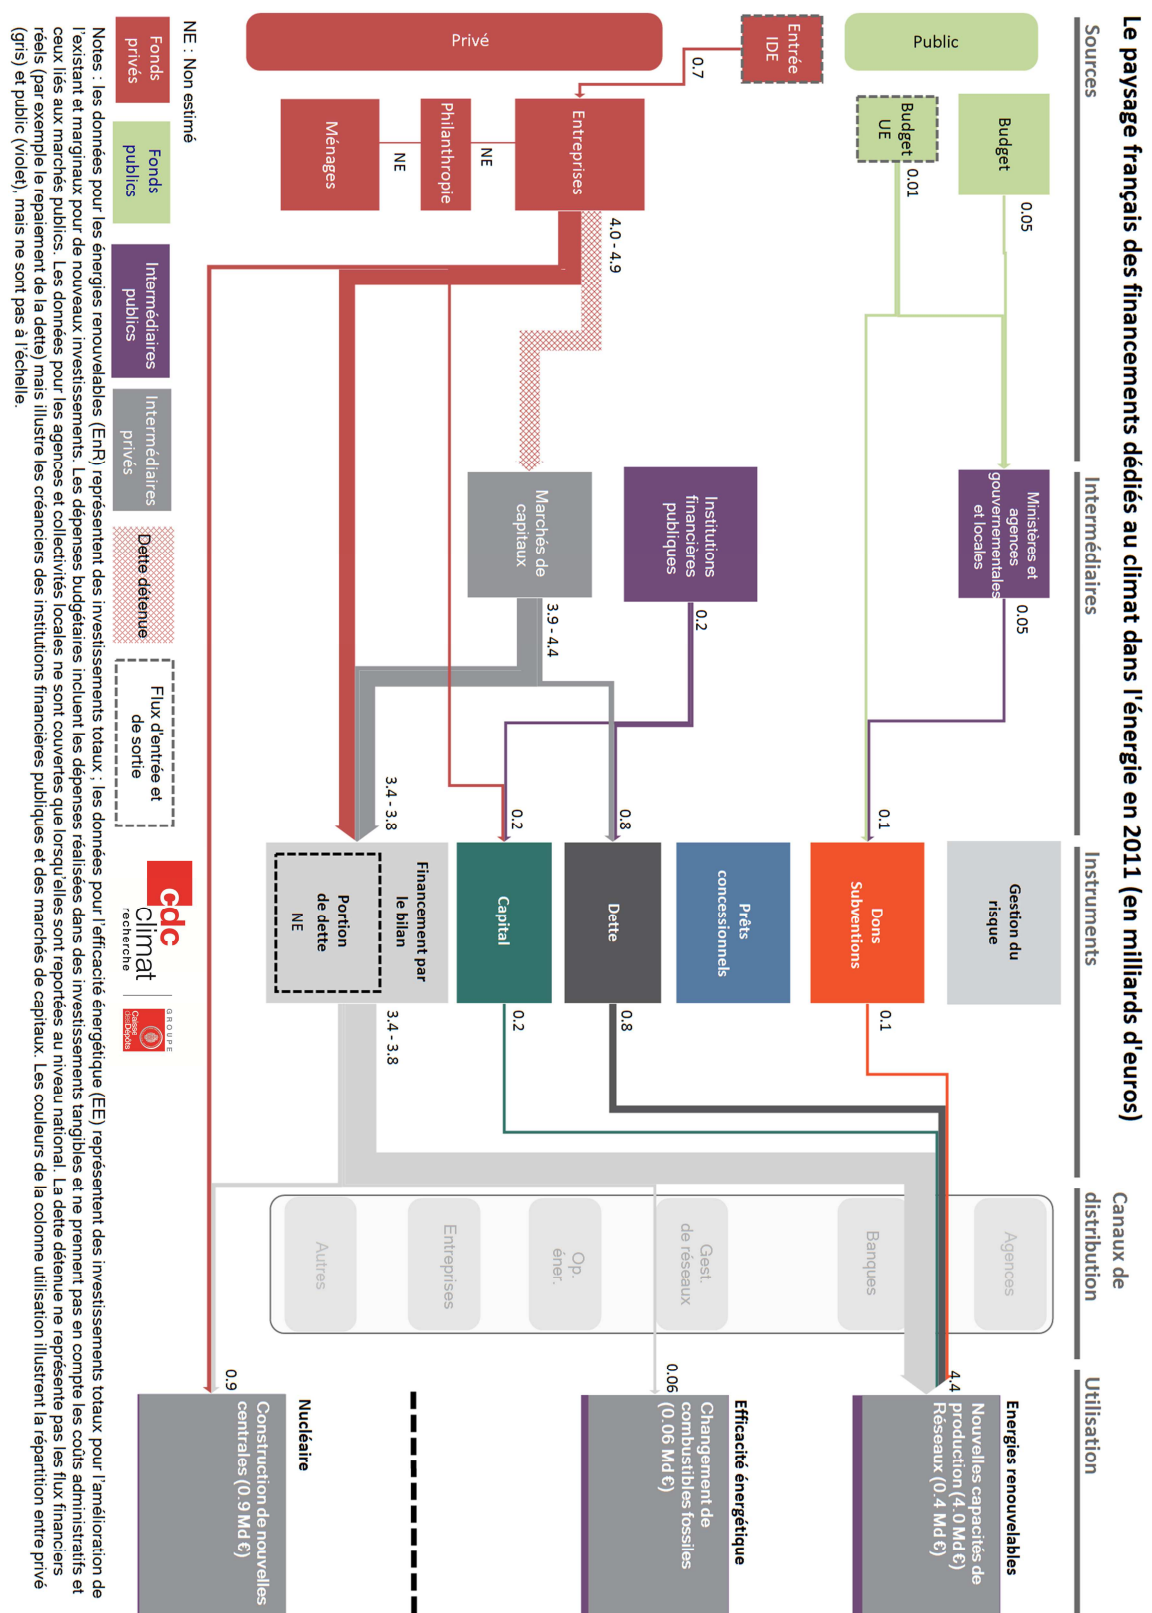 Le paysage français des financements dédiés au climat dans l'énergie en 2011 (en milliards d'euros)
Sources
Intermédiaires
Instruments
Canaux de
distribution
Utilisation
Public
Entrée
IDE
Privé
Budget
0.05
Budget
UE
0.01
0.7
Entreprises
4.0 - 4.9
NE
Philanthropie
NE
Ménages
Ministères et
agences
gouvernementales
et locales
0.05
Institutions
financières
publiques
0.2
Marchés de
capitaux
3.9 - 4.4
0.1
0.8
0.2
3.4 - 3.8
Gestion du
risque
Dons
Subventions
0.1
Prêts
concessionnels
Dette
0.8
Capital
0.2
Financement par
le bilan
3.4 - 3.8
Portion
de dette
NE
Agences
Banques
Gest.
de réseaux
Op.
éner.
Entreprises
Autres
4.4
0.06
0.9
Energies renouvelables
Nouvelles capacités de
production (4.0 Md €)
Réseaux (0.4 Md €)
Efficacité énergétique
Changement de
combustibles fossiles
(0.06 Md €)
Nucléaire
Construction de nouvelles
centrales (0.9 Md €)
NE : Non estimé
Fonds
privés
Fonds
publics
Intermédiaires
publics
Intermédiaires
privés
Dette détenue
Flux d'entrée et
de sortie
cdc
climat
recherche
GROUPE
Caisse
des Dépôts
Notes : les données pour les énergies renouvelables (EnR) représentent des investissements totaux ; les données pour l'efficacité énergétique (EE) représentent des investissements totaux pour l'amélioration de
l'existant et marginaux pour de nouveaux investissements. Les dépenses budgétaires incluent les dépenses réalisées dans des investissements tangibles et ne prennent pas en compte les coûts administratifs et
ceux liés aux marchés publics. Les données pour les agences et collectivités locales ne sont couvertes que lorsqu'elles sont reportées au niveau national. La dette détenue ne représente pas les flux financiers
réels (par exemple le repaiement de la dette) mais illustre les créanciers des institutions financières publiques et des marchés de capitaux. Les couleurs de la colonne utilisation illustrent la répartition entre privé
(gris) et public (violet), mais ne sont pas à l'échelle.